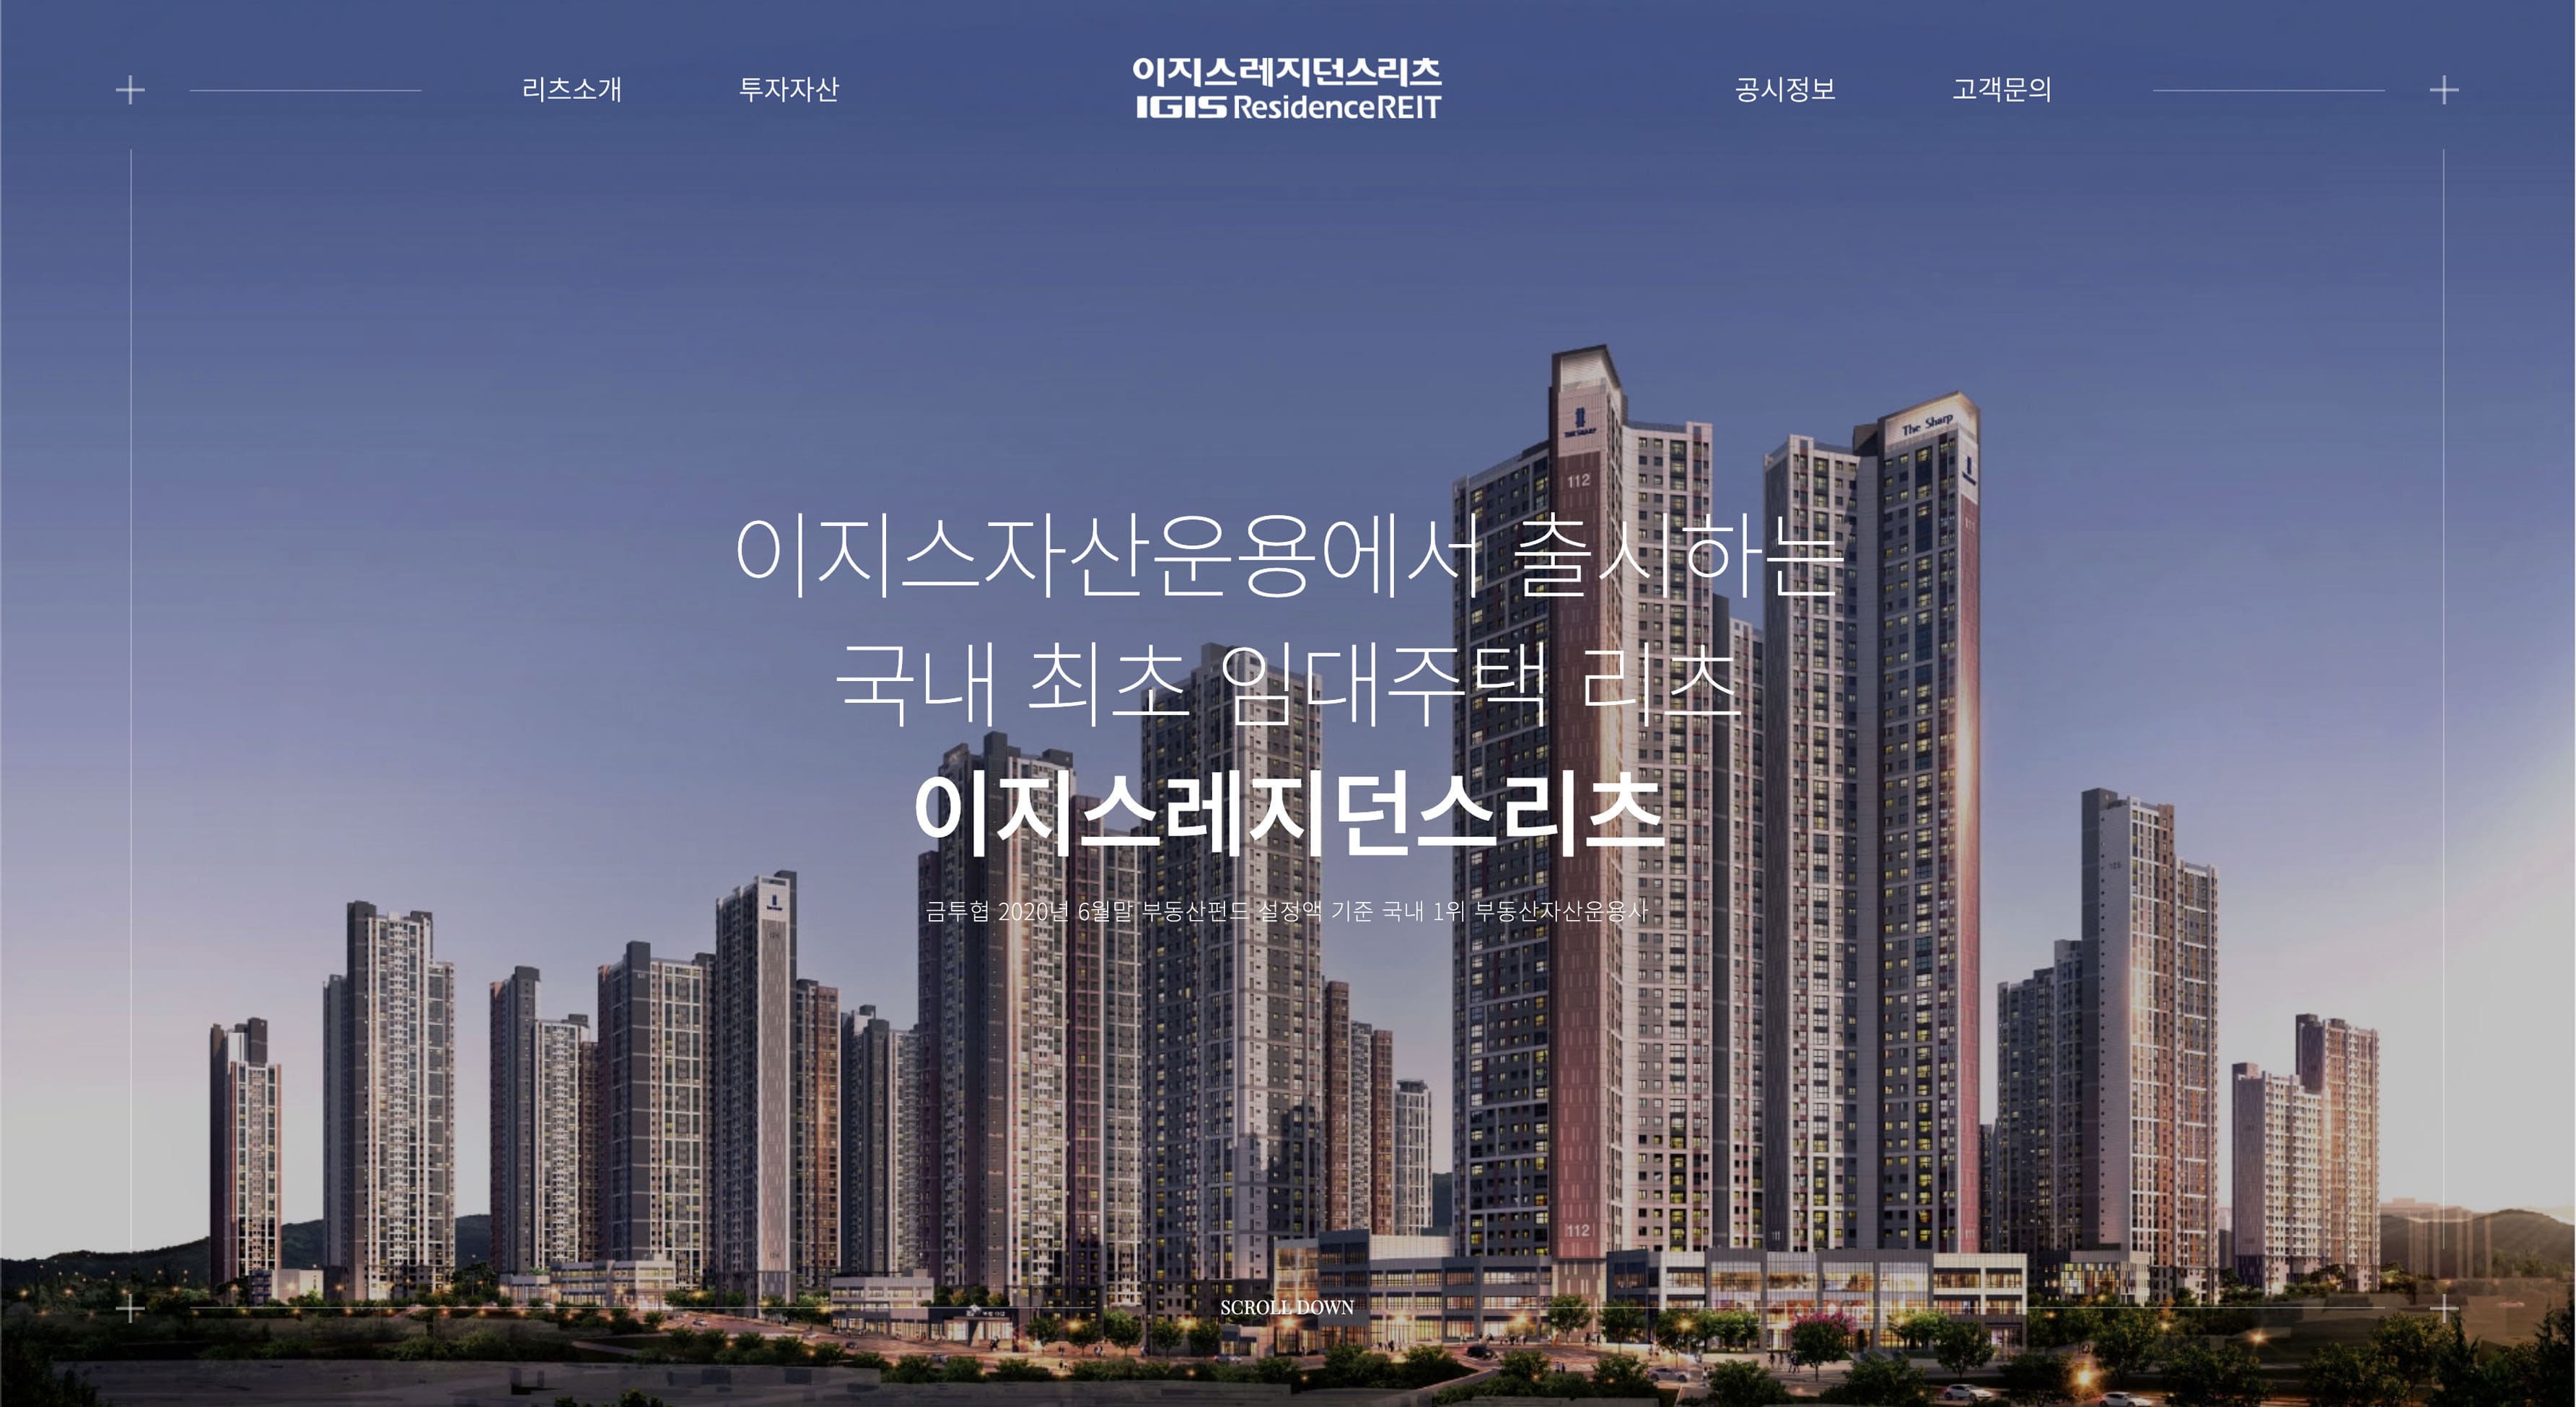 리츠소개
투자자산
이지스레지던스리츠
IGIS ResidenceREIT
공시정보
고객문의
이지스자산운용에서 출시하는
국내 최초 임대주택 리츠
이지스레지던스리츠
금투협 2020년 6월말 부동산펀드 설정액 기준 국내 1위 부동산자산운용사
THE SHARP
The Sharp
112
111
105
112
111
SCROLL DOWN